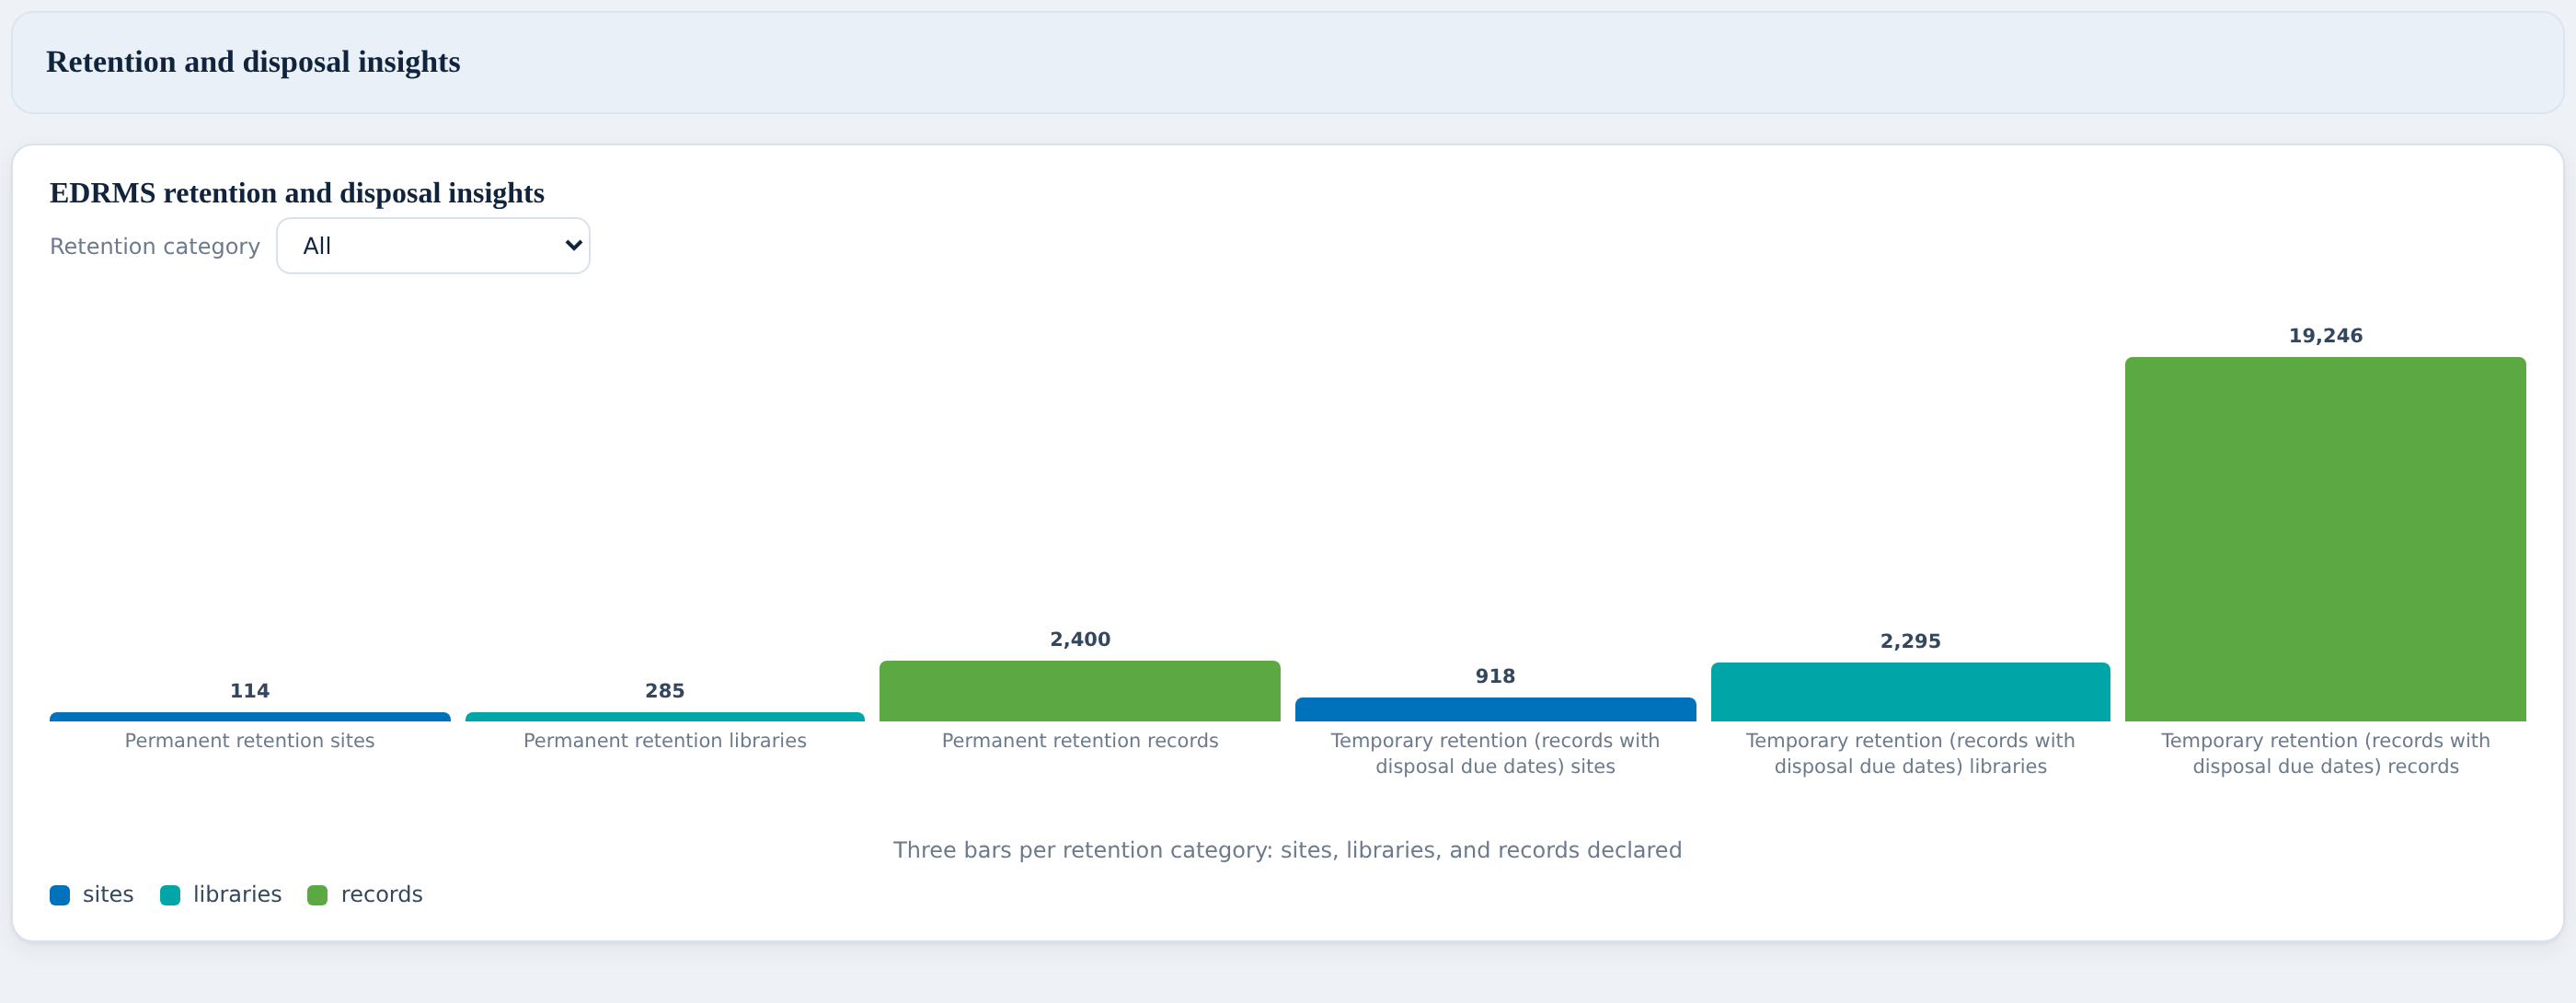 Retention and disposal insights
EDRMS retention and disposal insights
Retention category
All
114
285
2,400
918
2,295
19,246
Permanent retention sites
Permanent retention libraries
Permanent retention records
Temporary retention (records with
disposal due dates) sites
Temporary retention (records with
disposal due dates) libraries
Temporary retention (records with
disposal due dates) records
Three bars per retention category: sites, libraries, and records declared
sites
libraries
records